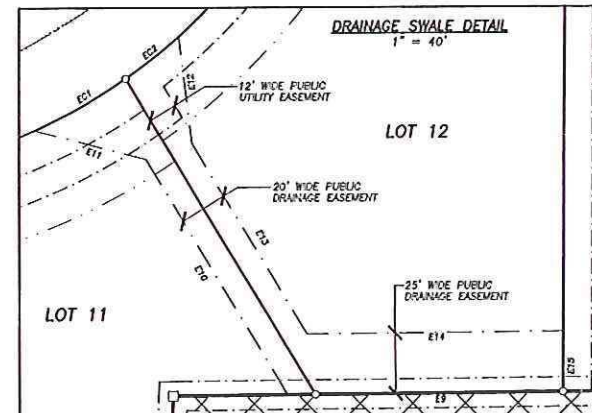 DRAINAGE SWALE DETAIL
1" = 40'
EC2
EC1
E12
12' WIDE PUBLIC
UTILITY EASEMENT
LOT 12
E11
20' WIDE PUBLIC
DRAINAGE EASEMENT
E13
E10
25' WIDE PUBLIC
DRAINAGE EASEMENT
LOT 11
E14
E15
E9